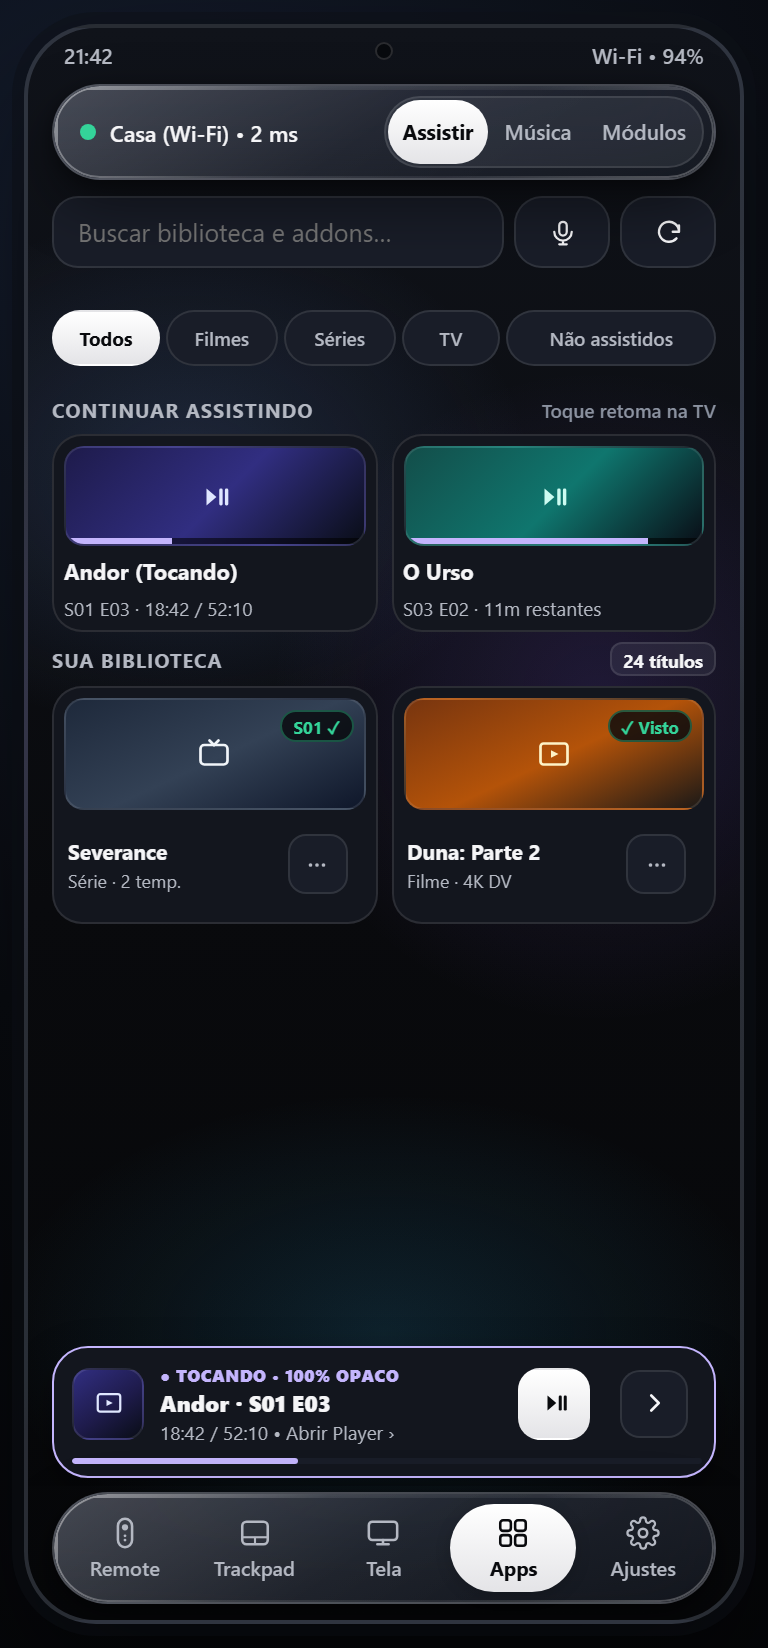 21:42
Wi-Fi • 94%
Casa (Wi-Fi) • 2 ms
Assistir
Música
Módulos
Buscar biblioteca e addons...
Todos
Filmes
Séries
TV
Não assistidos
CONTINUAR ASSISTINDO
Toque retoma na TV
Andor (Tocando)
S01 E03 · 18:42 / 52:10
O Urso
S03 E02 · 11m restantes
SUA BIBLIOTECA
24 títulos
S01 ✓
✓ Visto
Severance
Série · 2 temp.
Duna: Parte 2
Filme · 4K DV
● TOCANDO • 100% OPACO
Andor · S01 E03
18:42 / 52:10 • Abrir Player ›
Remote
Trackpad
Tela
Apps
Ajustes